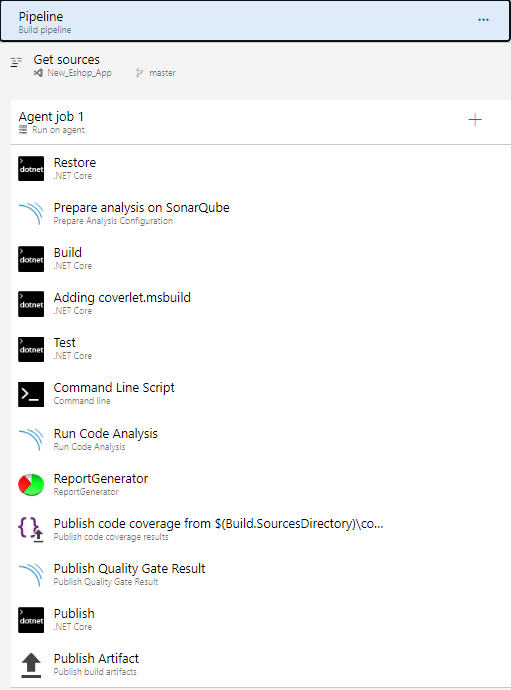 Pipeline
...
Build pipeline
Get sources
New_Eshop_App master
Agent job 1
Run on agent
Restore
dotnet
.NET Core
Prepare analysis on SonarQube
Prepare Analysis Configuration
Build
dotnet
.NET Core
Adding coverlet.msbuild
dotnet
.NET Core
Test
dotnet
.NET Core
Command Line Script
Command line
Run Code Analysis
Run Code Analysis
ReportGenerator
ReportGenerator
Publish code coverage from $(Build.SourcesDirectory)\co...
Publish code coverage results
Publish Quality Gate Result
Publish Quality Gate Result
Publish
dotnet
.NET Core
Publish Artifact
Publish build artifacts